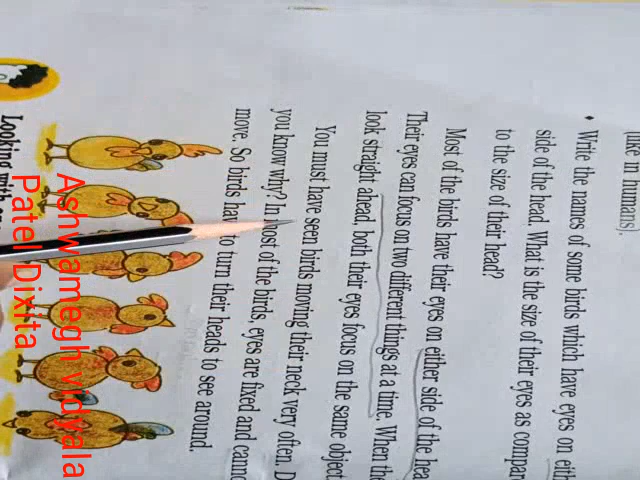 (like in humans).
• Write the names of some birds which have eyes on eith
side of the head. What is the size of their eyes as compar
to the size of their head?
Most of the birds have their eyes on either side of the hea
Their eyes can focus on two different things at a time. When the
look straight ahead, both their eyes focus on the same object
You must have seen birds moving their neck very often. D
you know why? In most of the birds, eyes are fixed and canno
move. So birds hav to turn their heads to see around.
Looking with one
Ashwamegh vidyala
Patel Dixita